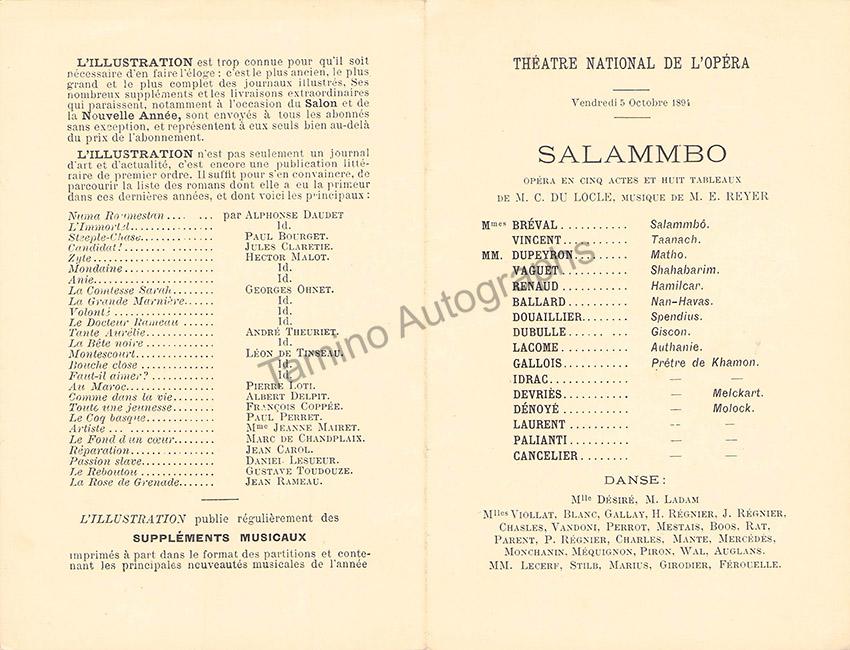 L'ILLUSTRATION est trop connue pour qu'il soit
nécessaire d'en faire l'éloge : c'est le plus ancien, le plus
grand et le plus complet des journaux illustrés. Ses
nombreux suppléments et les livraisons extraordinaires
qui paraissent, notamment à l'occasion du Salon et de
la Nouvelle Année, sont envoyés à tous les abonnés
sans exception, et représentent à eux seuls bien au-delà
du prix de l'abonnement.
L'ILLUSTRATION n'est pas seulement un journal
d'art et d'actualité, c'est encore une publication litté-
raire de premier ordre. Il suffit pour s'en convaincre, de
parcourir la liste des romans dont elle a eu la primeur
dans ces dernières années, et dont voici les principaux :
Numa Roumestan .... ... par ALPHONSE DAUDET
L'Immortel............... Id.
Steeple-Chase............. PAUL BOURGET.
Candidat!................ JULES CLARETIE.
Zyte..................... HECTOR MALOT.
Mondaine ................ Id.
Anie..................... Id.
La Comtesse Sarah........ GEORGES OHNET.
La Grande Marnière...... Id.
Volonté ................. Id.
Le Docteur Rameau ...... Id.
Tante Aurélie............. ANDRÉ THEURIET.
La Bête noire ............ Id.
Montescourt.............. LÉON DE TINSEAU.
Bouche close ............. Id.
Faut-il aimer?............ Id.
Au Maroc................ PIERRE LOTI.
Comme dans la vie........ ALBERT DELPIT.
Toute une jeunesse........ FRANÇOIS COPPÉE.
Le Coq basque............ PAUL PERRET.
Artiste ... .............. Mme JEANNE MAIRET.
Le Fond d'un cœur....... MARC DE CHANDPLAIX.
Réparation............... JEAN CAROL.
Passion slave............. DANIEL LESUEUR.
Le Reboutou ............. GUSTAVE TOUDOUZE.
La Rose de Grenade....... JEAN RAMEAU.
L'ILLUSTRATION publie régulièrement des
SUPPLÉMENTS MUSICAUX
imprimés à part dans le format des partitions et conte-
nant les principales nouveautés musicales de l'année
THÉATRE NATIONAL DE L'OPÉRA
Vendredi 5 Octobre 1894
SALAMMBO
OPÉRA EN CINQ ACTES ET HUIT TABLEAUX
DE M. C. DU LOCLE, MUSIQUE DE M. E. REYER
Mmes BRÉVAL .......... Salammbô.
VINCENT........... Taanach.
MM. DUPEYRON......... Matho.
VAGUET........... Shahabarim.
RENAUD........... Hamilcar.
BALLARD.......... Nan-Havas.
DOUAILLIER....... Spendius.
DUBULLE...... ... Giscon.
LACOME........... Authanie.
GALLOIS........... Prêtre de Khamon.
IDRAC............. — —
DEVRIÈS.......... — Melckart.
DÉNOYÉ .......... — Molock.
LAURENT ......... -- —
PALIANTI......... — —
CANCELIER....... — —
DANSE :
Mlle DÉSIRÉ, M. LADAM
Mlles VIOLLAT, BLANC, GALLAY, H. RÉGNIER, J. RÉGNIER,
CHASLES, VANDONI, PERROT, MESTAIS, BOOS, RAT,
PARENT, P. RÉGNIER, CHARLES, MANTE, MERCÉDÈS,
MONCHANIN, MÉQUIGNON, PIRON, WAL, AUGLANS.
MM. LECERF, STILB, MARIUS, GIRODIER, FÉROUELLE.
Tamino Autographs